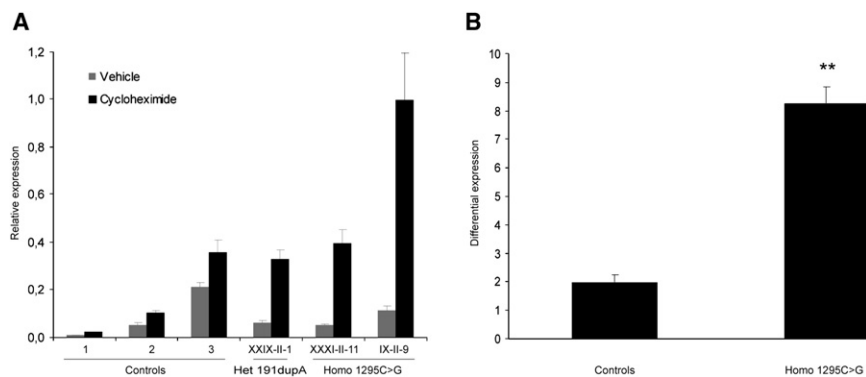 A
1,2
1,0
0,8
0,6
0,4
0,2
0,0
Relative expression
Vehicle
Cycloheximide
1 2 3 XXIX-II-1 XXXI-II-11 IX-II-9
Controls Het 191dupA Homo 1295C>G
B
10
9
8
7
6
5
4
3
2
1
0
Differential expression
**
Controls Homo 1295C>G